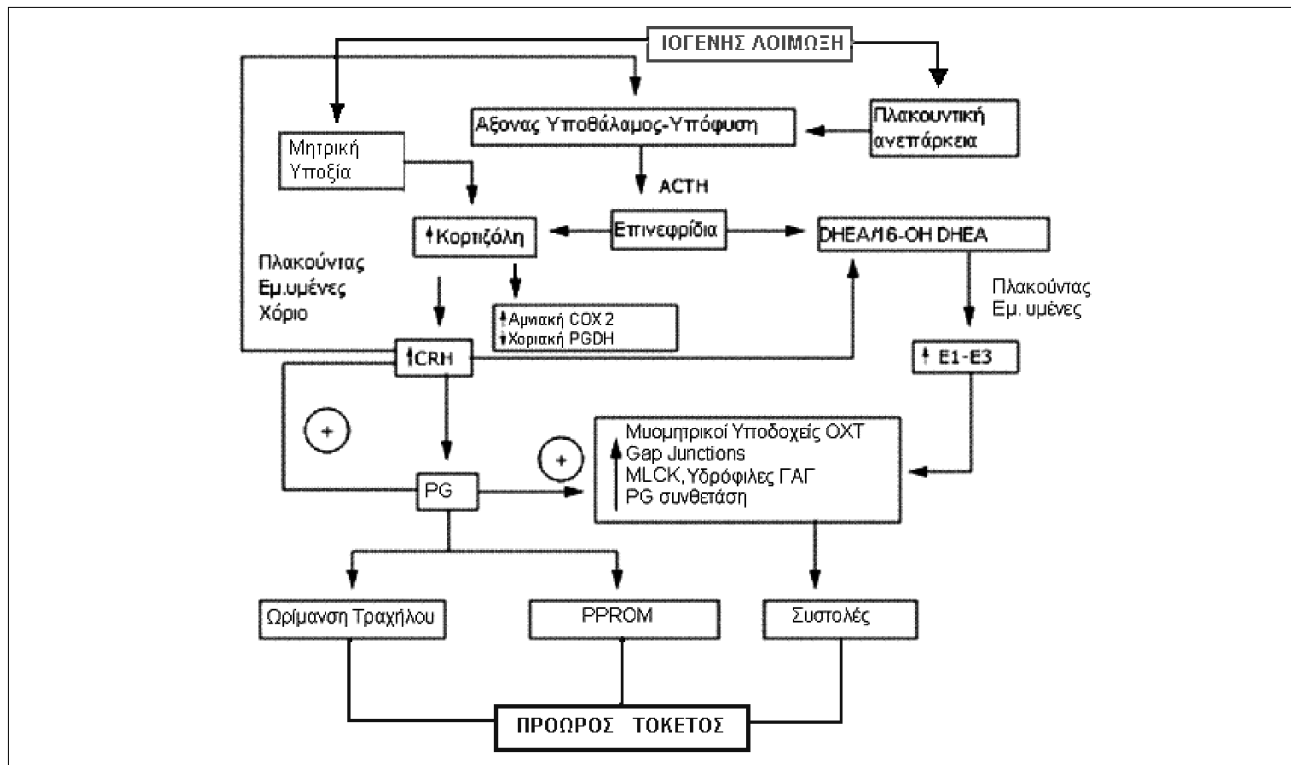 ΙΟΓΕΝΗΣ ΛΟΙΜΩΞΗ
Αξονας Υποθάλαμος-Υπόφυση
Πλακουντική
ανεπάρκεια
Μητρική
Υποξία
ACTH
↑Κορτιζόλη
Επινεφρίδια
DHEA/16-OH DHEA
Πλακούντας
Εμ.υμένες
Χόριο
↑Αμνιακή COX 2
↓Χοριακή PGDH
Πλακούντας
Εμ. υμένες
↑CRH
↑ E1-E3
+
+
Μυομητρικοί Υποδοχείς OXT
Gap Junctions
MLCK, Υδρόφιλες ΓΑΓ
PG συνθετάση
PG
Ωρίμανση Τραχήλου
PPROM
Συστολές
ΠΡΟΩΡΟΣ ΤΟΚΕΤΟΣ